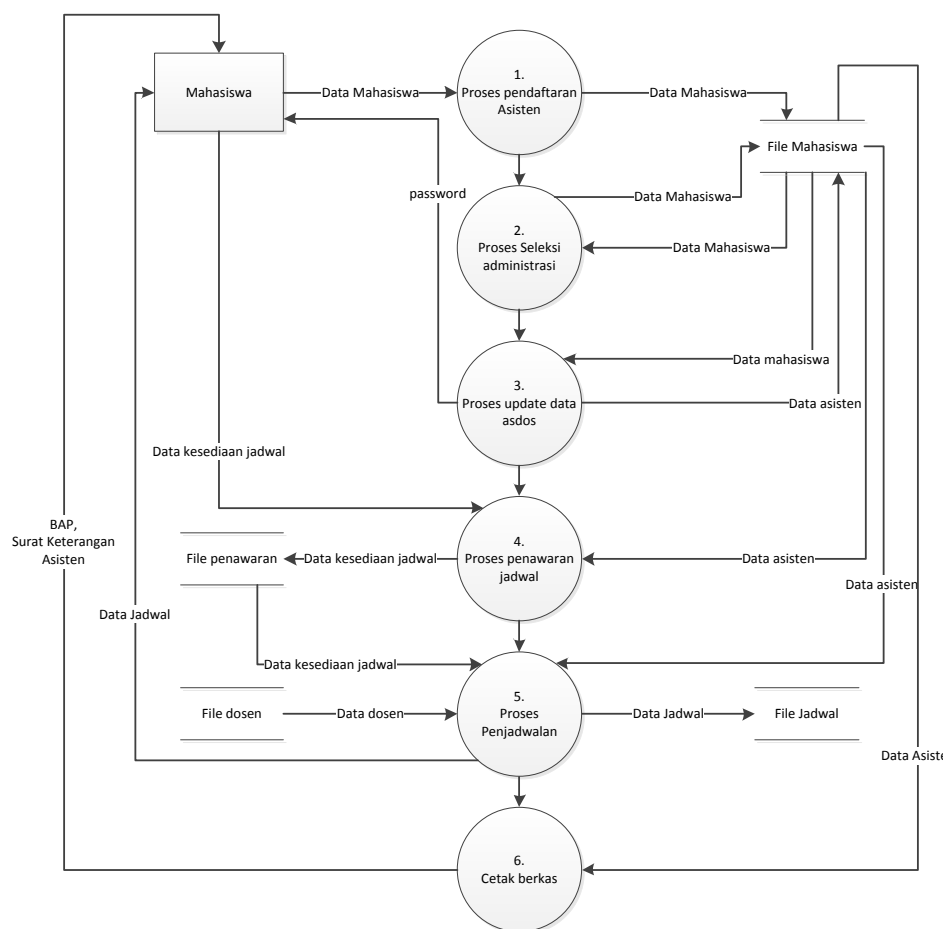 1.
Proses pendaftaran
Asisten
Mahasiswa
Data Mahasiswa
Data Mahasiswa
File Mahasiswa
password
Data Mahasiswa
2.
Proses Seleksi
administrasi
Data Mahasiswa
Data mahasiswa
3.
Proses update data
asdos
Data asisten
Data kesediaan jadwal
BAP,
Surat Keterangan
Asisten
File penawaran
Data kesediaan jadwal
4.
Proses penawaran
jadwal
Data asisten
Data asisten
Data Jadwal
Data kesediaan jadwal
File dosen
Data dosen
5.
Proses
Penjadwalan
Data Jadwal
File Jadwal
Data Asiste
6.
Cetak berkas